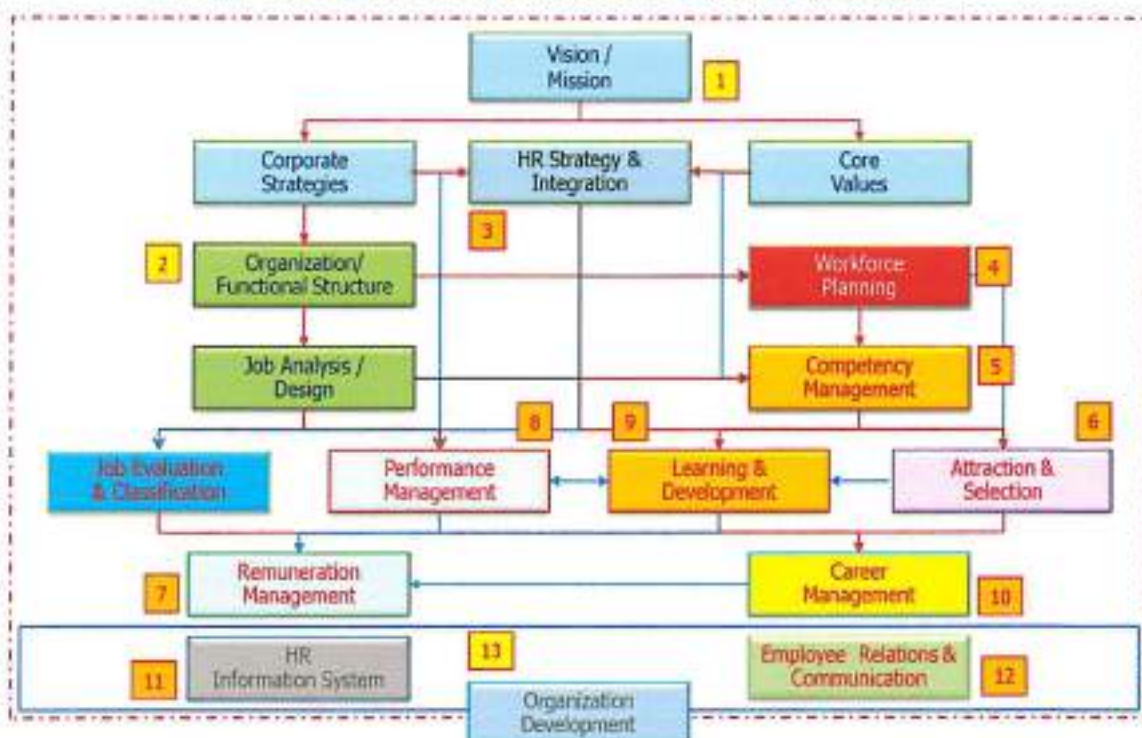 Vision /
Mission
1
Corporate
Strategies
HR Strategy &
Integration
Core
Values
3
2
Organization/
Functional Structure
Workforce
Planning
4
Job Analysis /
Design
Competency
Management
5
8
9
6
Job Evaluation
& Classification
Performance
Management
Learning &
Development
Attraction &
Selection
7
Remuneration
Management
Career
Management
10
11
HR
Information System
13
Employee Relations &
Communication
12
Organization
Development